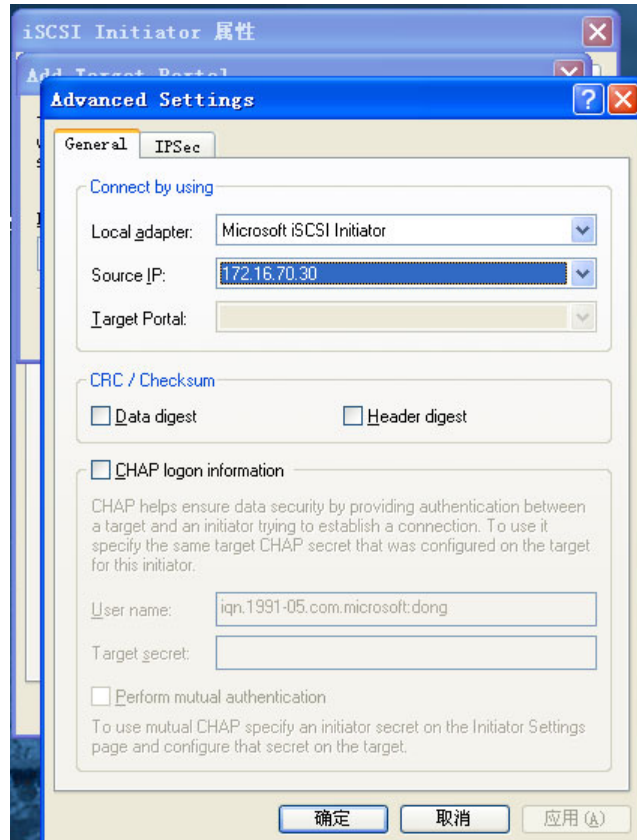 iSCSI Initiator 属性
Add Target Portal
Advanced Settings
General
IPSec
Connect by using
Local adapter:
Microsoft iSCSI Initiator
Source IP:
172.16.70.30
Target Portal:
CRC / Checksum
Data digest
Header digest
CHAP logon information
CHAP helps ensure data security by providing authentication between
a target and an initiator trying to establish a connection. To use it
specify the same target CHAP secret that was configured on the target
for this initiator.
User name:
iqn.1991-05.com.microsoft:dong
Target secret:
Perform mutual authentication
To use mutual CHAP specify an initiator secret on the Initiator Settings
page and configure that secret on the target.
确定
取消
应用(A)